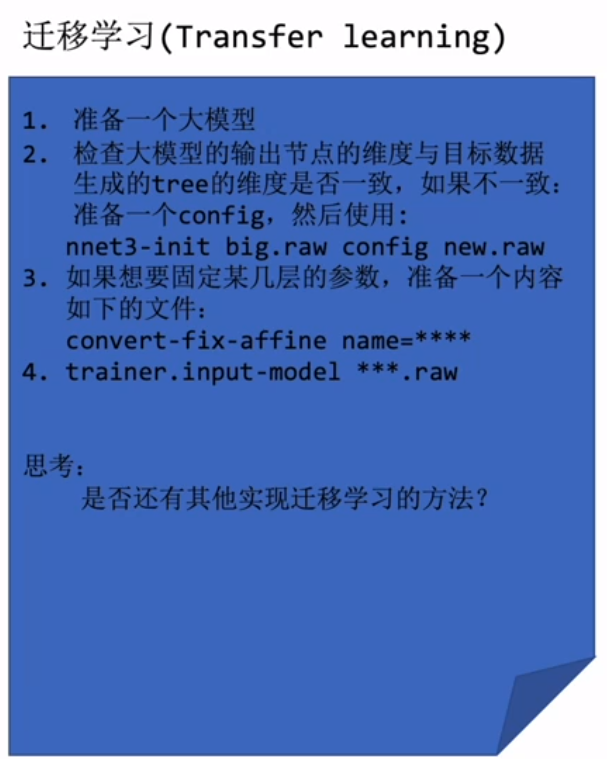 迁移学习(Transfer learning)
1. 准备一个大模型
2. 检查大模型的输出节点的维度与目标数据
生成的tree的维度是否一致，如果不一致：
准备一个config，然后使用：
nnet3-init big.raw config new.raw
3. 如果想要固定某几层的参数，准备一个内容
如下的文件：
convert-fix-affine name=****
4. trainer.input-model ***.raw
思考：
是否还有其他实现迁移学习的方法？